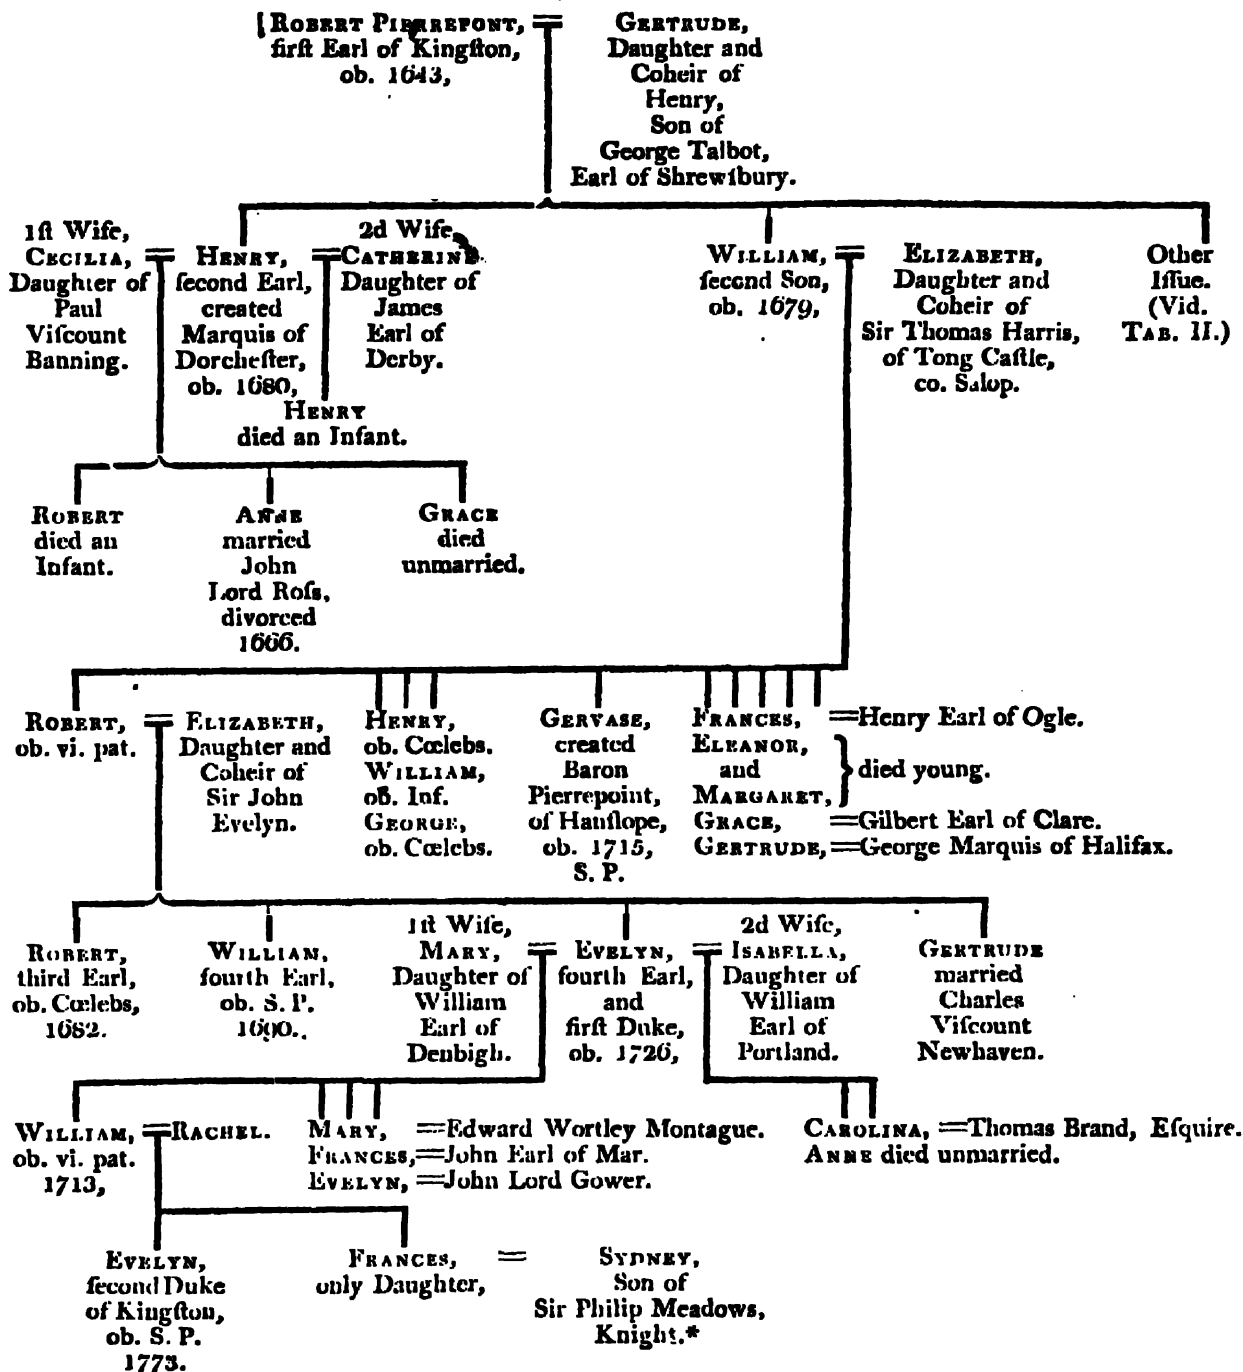 [ROBERT PIERREPONT,
firſt Earl of Kingſton,
ob. 1643,
GERTRUDE,
Daughter and
Coheir of
Henry,
Son of
George Talbot,
Earl of Shrewſbury.
1ſt Wife,
CECILIA,
Daughter of
Paul
Viſcount
Banning.
HENRY,
ſecond Earl,
created
Marquis of
Dorcheſter,
ob. 1680,
2d Wife,
CATHERINE
Daughter of
James
Earl of
Derby.
WILLIAM,
ſecond Son,
ob. 1679,
ELIZABETH,
Daughter and
Coheir of
Sir Thomas Harris,
of Tong Caſtle,
co. Salop.
Other
Iſſue.
(Vid.
TAB. II.)
HENRY
died an Infant.
ROBERT
died an
Infant.
ANNE
married
John
Lord Roſs,
divorced
1666.
GRACE
died
unmarried.
ROBERT,
ob. vi. pat.
ELIZABETH,
Daughter and
Coheir of
Sir John
Evelyn.
HENRY,
ob. Cœlebs.
WILLIAM,
ob. Inf.
GEORGE,
ob. Cœlebs.
GERVASE,
created
Baron
Pierrepoint,
of Hanſlope,
ob. 1715,
S. P.
FRANCES, =Henry Earl of Ogle.
ELEANOR,
and
MARGARET,
died young.
GRACE, =Gilbert Earl of Clare.
GERTRUDE, =George Marquis of Halifax.
ROBERT,
third Earl,
ob. Cœlebs,
1682.
WILLIAM,
fourth Earl,
ob. S. P.
1690.
1ſt Wife,
MARY,
Daughter of
William
Earl of
Denbigh.
EVELYN,
fourth Earl,
and
firſt Duke,
ob. 1726,
2d Wife,
ISABELLA,
Daughter of
William
Earl of
Portland.
GERTRUDE
married
Charles
Viſcount
Newhaven.
WILLIAM,
ob. vi. pat.
1713,
=RACHEL.
MARY, =Edward Wortley Montague.
FRANCES,=John Earl of Mar.
EVELYN, =John Lord Gower.
CAROLINA, =Thomas Brand, Eſquire.
ANNE died unmarried.
EVELYN,
ſecond Duke
of Kingſton,
ob. S. P.
1773.
FRANCES,
only Daughter,
=
SYDNEY,
Son of
Sir Philip Meadows,
Knight.*